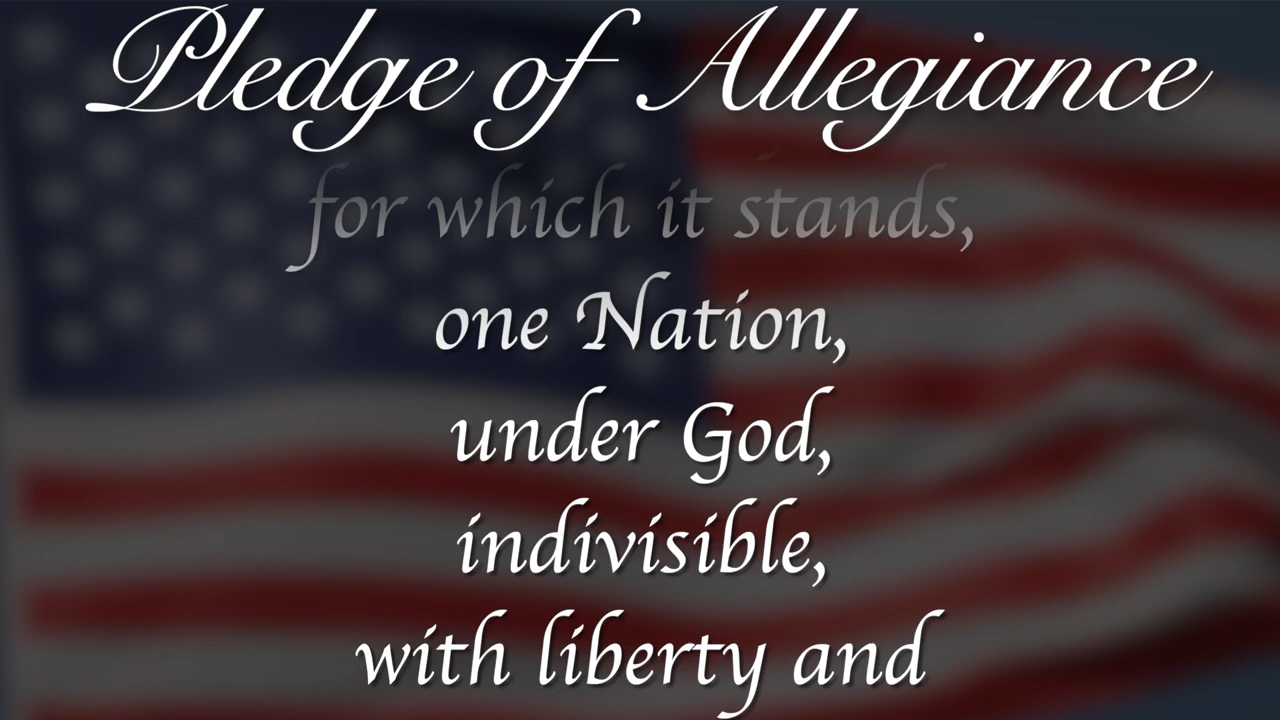 Pledge of Allegiance
for which it stands,
one Nation,
under God,
indivisible,
with liberty and